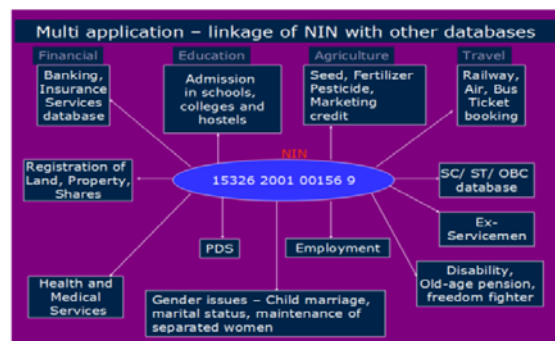 Multi application – linkage of NIN with other databases
Financial
Education
Agriculture
Travel
Banking,
Insurance
Services
database
Admission
in schools,
colleges and
hostels
Seed, Fertilizer
Pesticide,
Marketing
credit
Railway,
Air, Bus
Ticket
booking
NIN
Registration of
Land, Property,
Shares
15326 2001 00156 9
SC/ ST/ OBC
database
Ex-
Servicemen
PDS
Employment
Health and
Medical
Services
Gender issues – Child marriage,
marital status, maintenance of
separated women
Disability,
Old-age pension,
freedom fighter